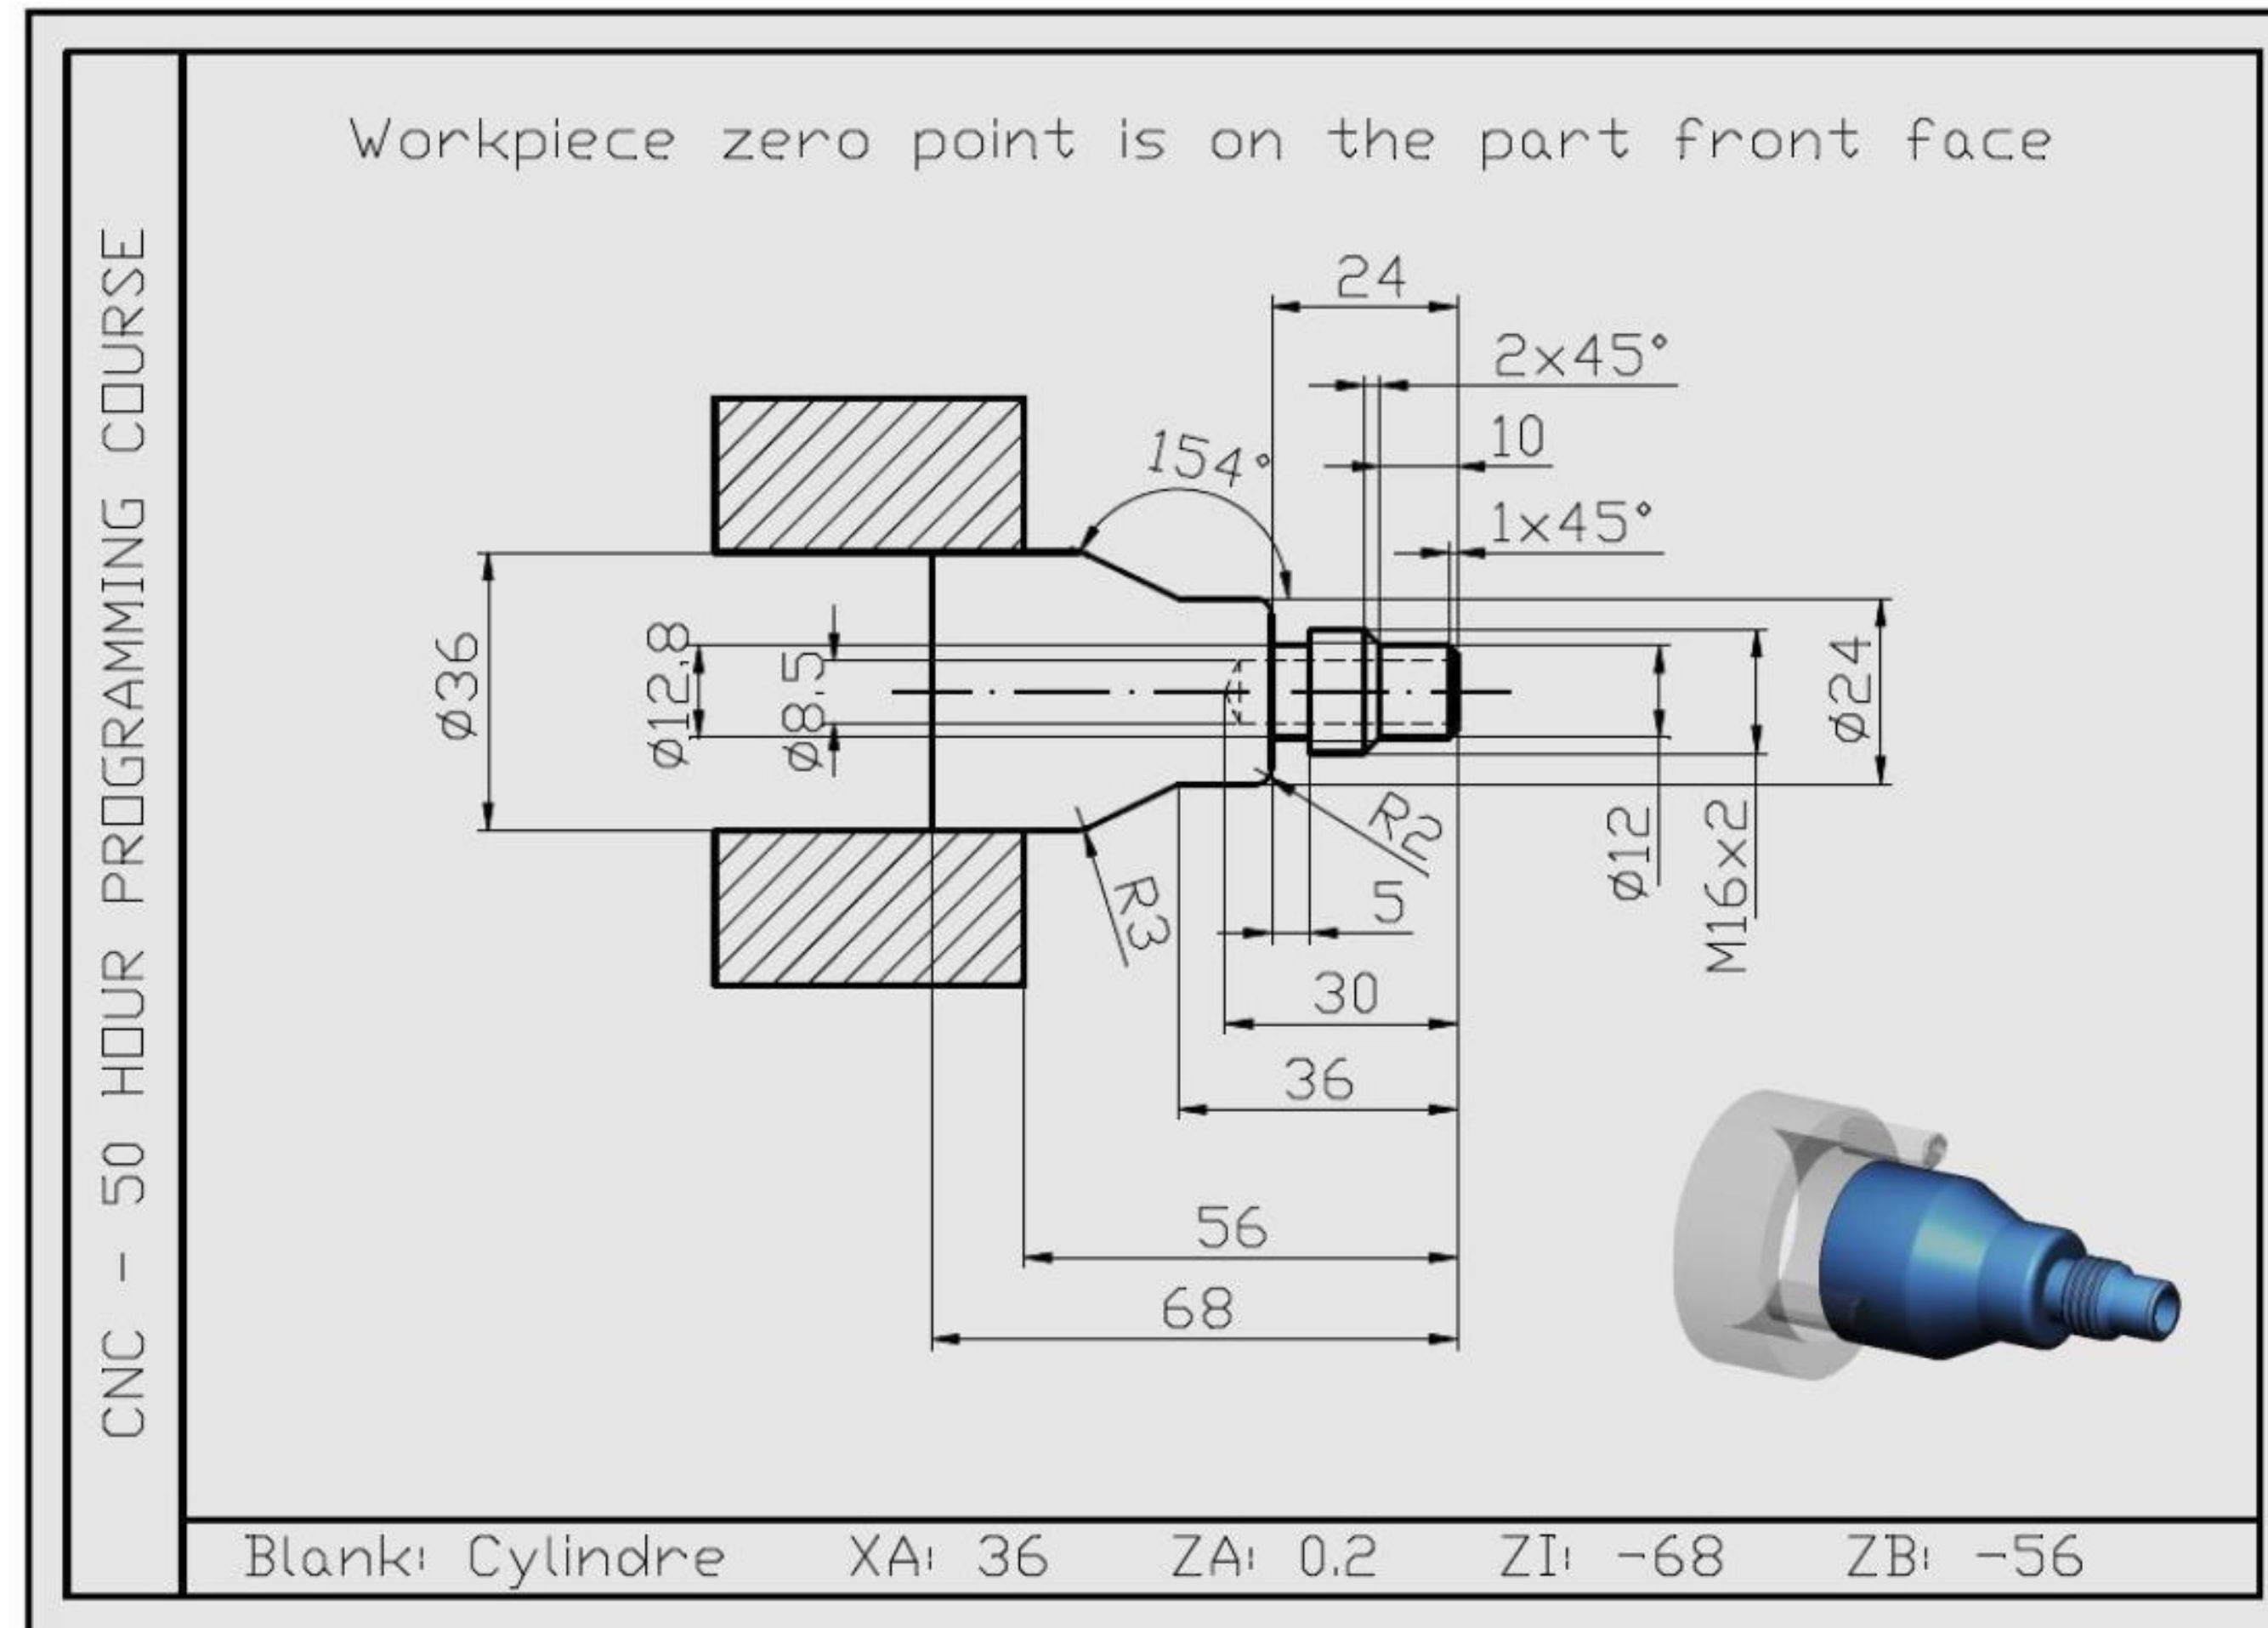 Workpiece zero point is on the part front face
CNC - 50 HOUR PROGRAMMING COURSE
24
2x45°
10
1x45°
154°
Ø36
Ø12.8
Ø8.5
Ø24
Ø12
M16x2
R2
R3
5
30
36
56
68
Blank: Cylindre XA: 36 ZA: 0.2 ZI: -68 ZB: -56